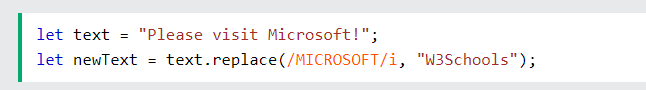 let text = "Please visit Microsoft!";
let newText = text.replace(/MICROSOFT/i, "W3Schools");